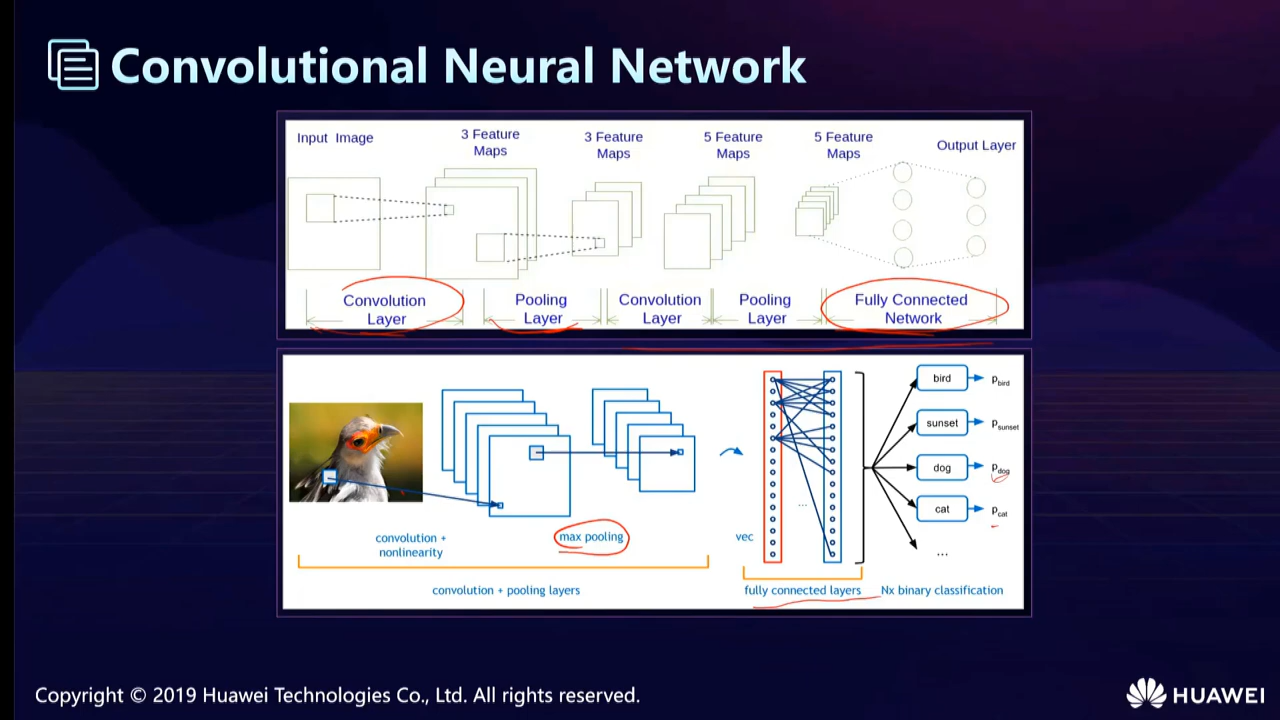 Convolutional Neural Network
Input Image
3 Feature
Maps
3 Feature
Maps
5 Feature
Maps
5 Feature
Maps
Output Layer
Convolution
Layer
Pooling
Layer
Convolution
Layer
Pooling
Layer
Fully Connected
Network
bird
p bird
sunset
p sunset
dog
p dog
cat
p cat
...
...
convolution +
nonlinearity
max pooling
vec
convolution + pooling layers
fully connected layers
Nx binary classification
Copyright © 2019 Huawei Technologies Co., Ltd. All rights reserved.
HUAWEI